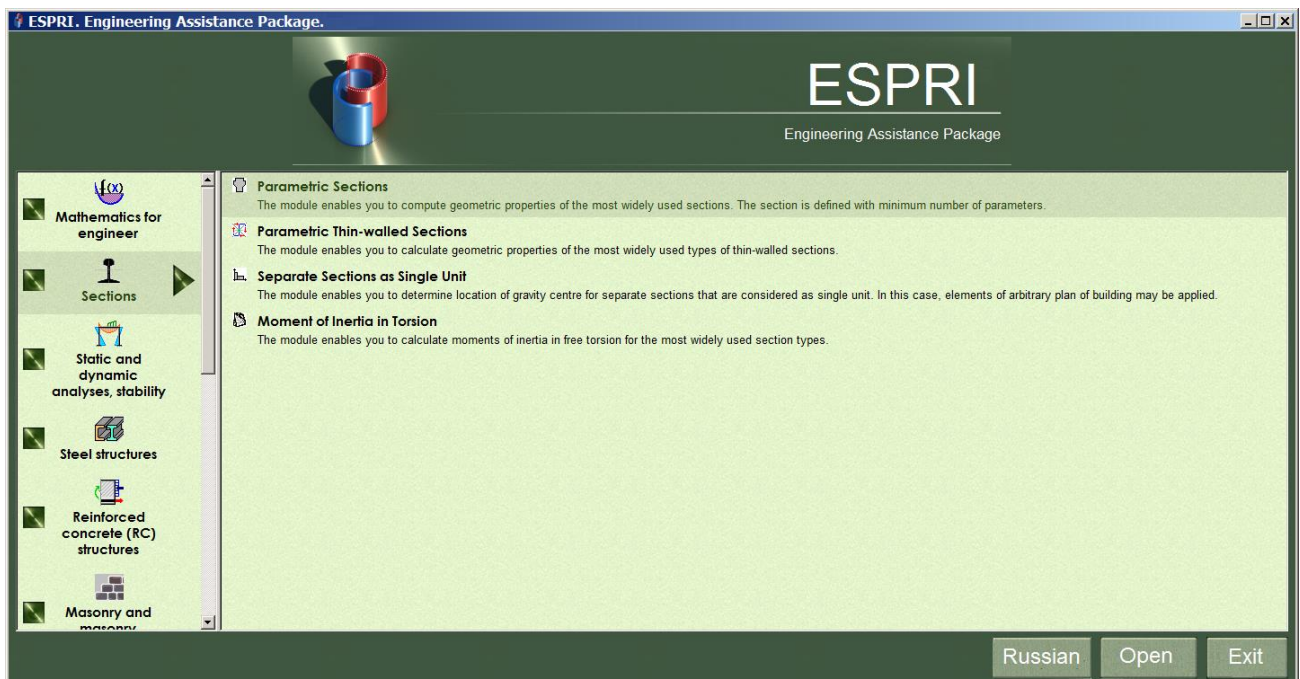 ESPRI. Engineering Assistance Package.
ESPRI
Engineering Assistance Package
f(x)
Mathematics for
engineer
Sections
Static and
dynamic
analyses, stability
Steel structures
Reinforced
concrete (RC)
structures
Masonry and
masonry
Parametric Sections
The module enables you to compute geometric properties of the most widely used sections. The section is defined with minimum number of parameters.
Parametric Thin-walled Sections
The module enables you to calculate geometric properties of the most widely used types of thin-walled sections.
Separate Sections as Single Unit
The module enables you to determine location of gravity centre for separate sections that are considered as single unit. In this case, elements of arbitrary plan of building may be applied.
Moment of Inertia in Torsion
The module enables you to calculate moments of inertia in free torsion for the most widely used section types.
Russian
Open
Exit